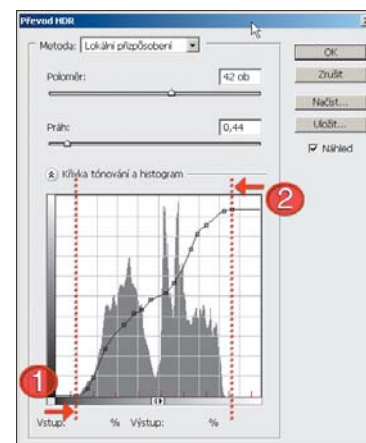 Převod HDR
Metoda: Lokální přizpůsobení
Poloměr: 42 ob
Práh: 0,44
Křivka tónování a histogram
2
1
Vstup: % Výstup: %
OK
Zrušit
Načíst...
Uložit...
Náhled